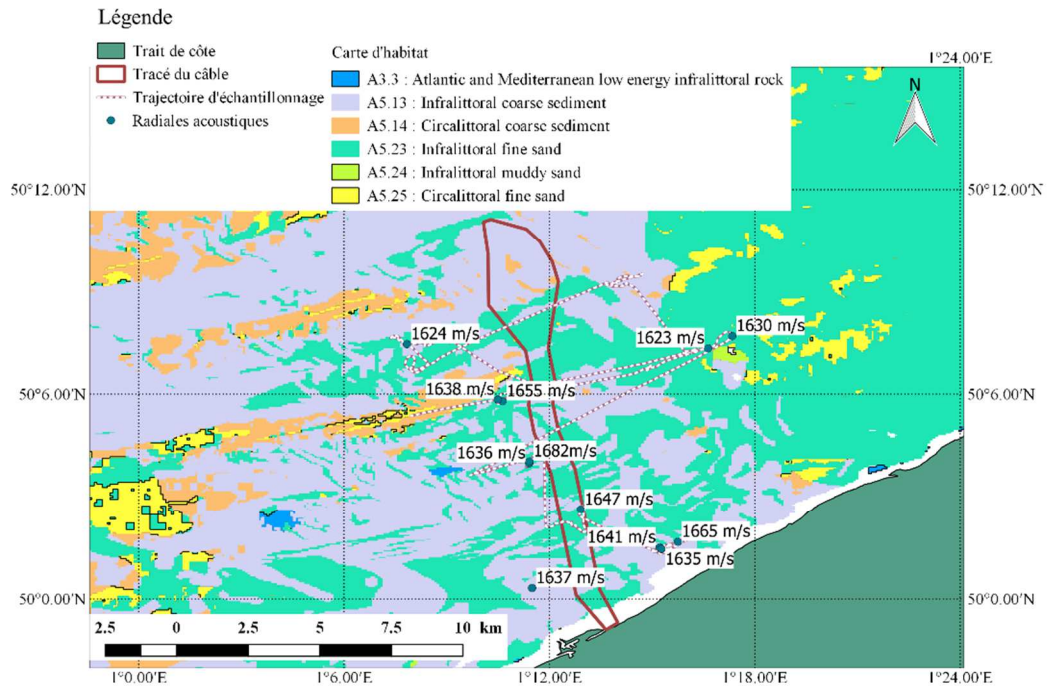 Légende
Trait de côte
Tracé du câble
Trajectoire d'échantillonnage
Radiales acoustiques
Carte d'habitat
A3.3 : Atlantic and Mediterranean low energy infralittoral rock
A5.13 : Infralittoral coarse sediment
A5.14 : Circalittoral coarse sediment
A5.23 : Infralittoral fine sand
A5.24 : Infralittoral muddy sand
A5.25 : Circalittoral fine sand
1°24.00'E
N
50°12.00'N
50°12.00'N
1624 m/s
1623 m/s
1630 m/s
50°6.00'N
1638 m/s
1655 m/s
50°6.00'N
1636 m/s
1682m/s
1647 m/s
1641 m/s
1665 m/s
1635 m/s
1637 m/s
50°0.00'N
50°0.00'N
2.5 0 2.5 5 7.5 10 km
1°0.00'E
1°6.00'E
1°12.00'E
1°18.00'E
1°24.00'E